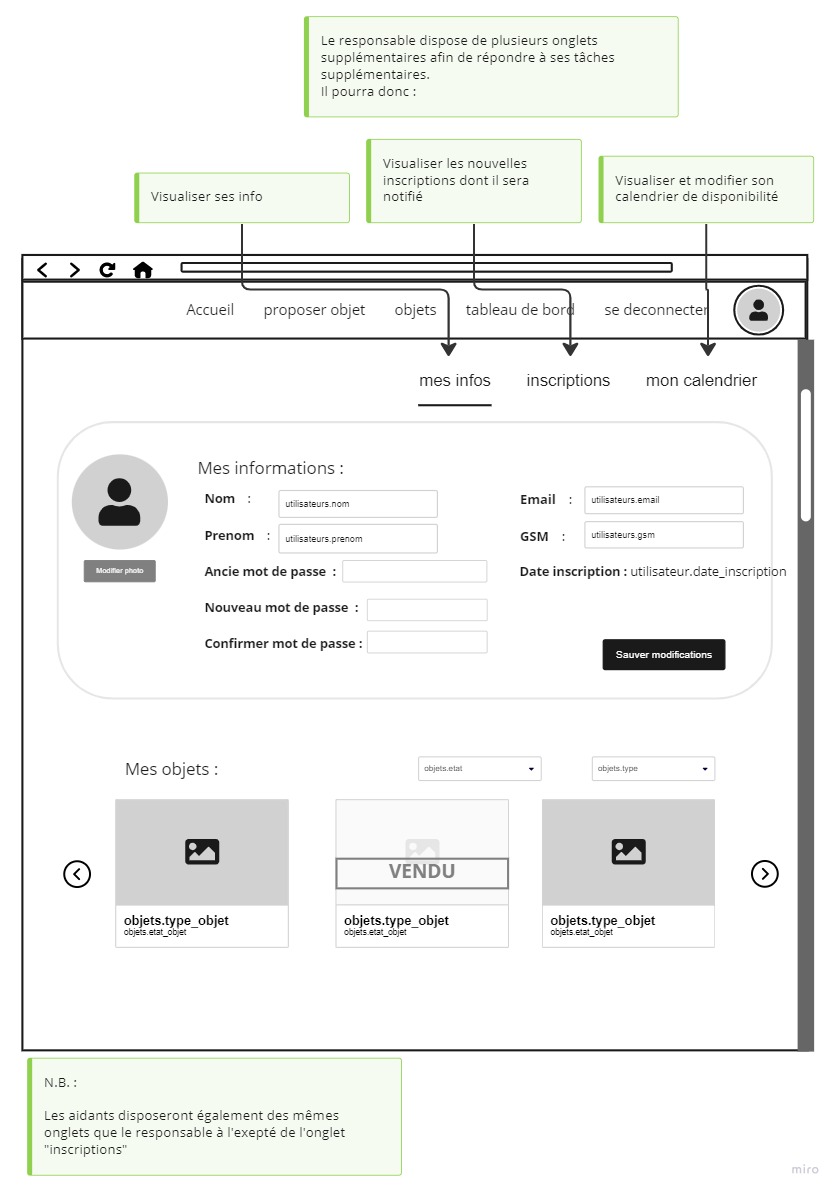 Le responsable dispose de plusieurs onglets
supplémentaires afin de répondre à ses tâches
supplémentaires.
Il pourra donc :
Visualiser ses info
Visualiser les nouvelles
inscriptions dont il sera
notifié
Visualiser et modifier son
calendrier de disponibilité
Accueil proposer objet objets tableau de bord se deconnecter
mes infos inscriptions mon calendrier
Mes informations :
Nom : utilisateurs.nom
Email : utilisateurs.email
Prenom : utilisateurs.prenom
GSM : utilisateurs.gsm
Modifier photo
Ancie mot de passe :
Date inscription : utilisateur.date_inscription
Nouveau mot de passe :
Confirmer mot de passe :
Sauver modifications
Mes objets : objets.etat objets.type
VENDU
objets.type_objet objets.type_objet objets.type_objet
objets.etat_objet objets.etat_objet objets.etat_objet
N.B. :
Les aidants disposeront également des mêmes
onglets que le responsable à l'exepté de l'onglet
"inscriptions"
miro